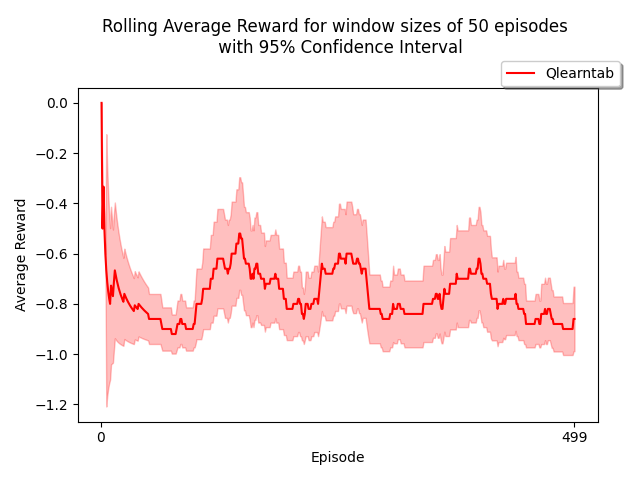 Rolling Average Reward for window sizes of 50 episodes
with 95% Confidence Interval
Qlearntab
0.0
−0.2
−0.4
−0.6
−0.8
−1.0
−1.2
Average Reward
0
499
Episode